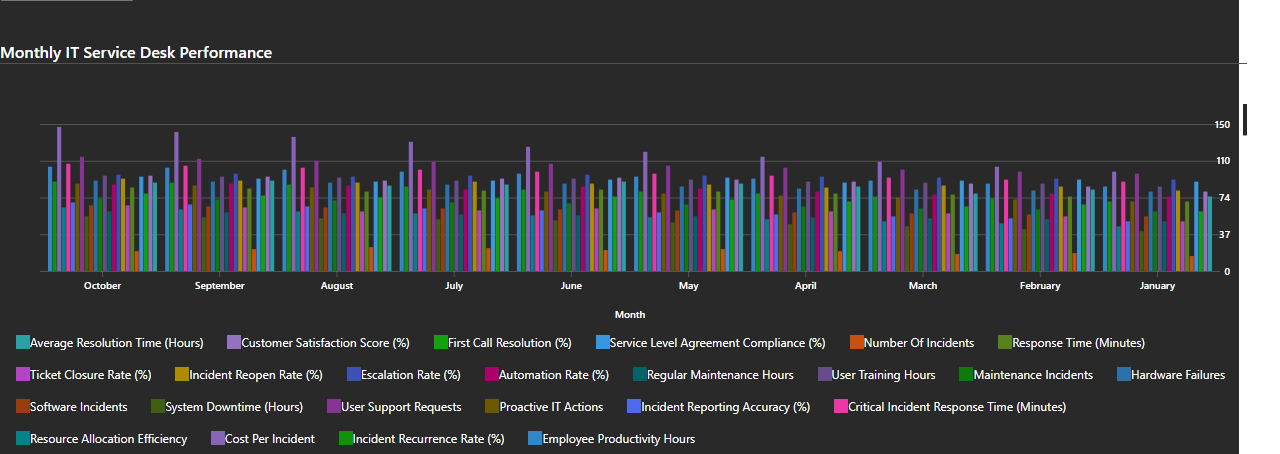 Monthly IT Service Desk Performance
150
110
74
37
0
October September August July June May April March February January
Month
Average Resolution Time (Hours) Customer Satisfaction Score (%) First Call Resolution (%) Service Level Agreement Compliance (%) Number Of Incidents Response Time (Minutes)
Ticket Closure Rate (%) Incident Reopen Rate (%) Escalation Rate (%) Automation Rate (%) Regular Maintenance Hours User Training Hours Maintenance Incidents Hardware Failures
Software Incidents System Downtime (Hours) User Support Requests Proactive IT Actions Incident Reporting Accuracy (%) Critical Incident Response Time (Minutes)
Resource Allocation Efficiency Cost Per Incident Incident Recurrence Rate (%) Employee Productivity Hours